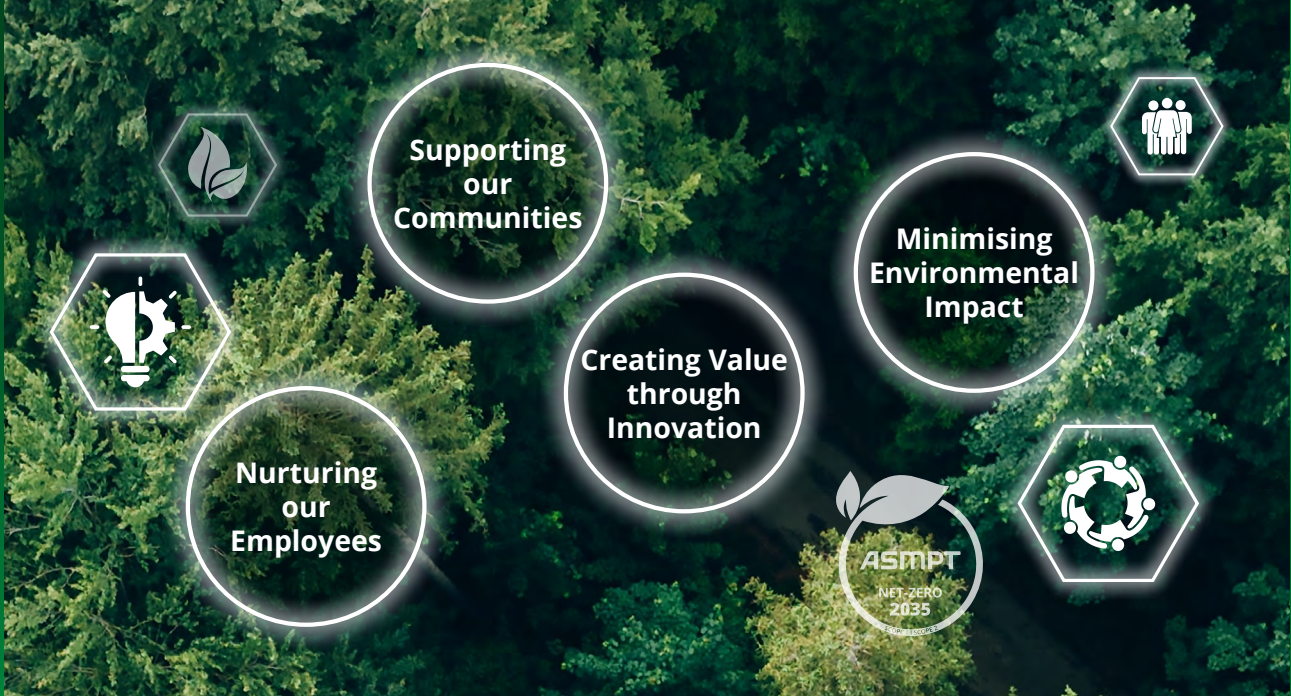 Supporting
our
Communities
Minimising
Environmental
Impact
Creating Value
through
Innovation
Nurturing
our
Employees
ASMPT
NET-ZERO
2035